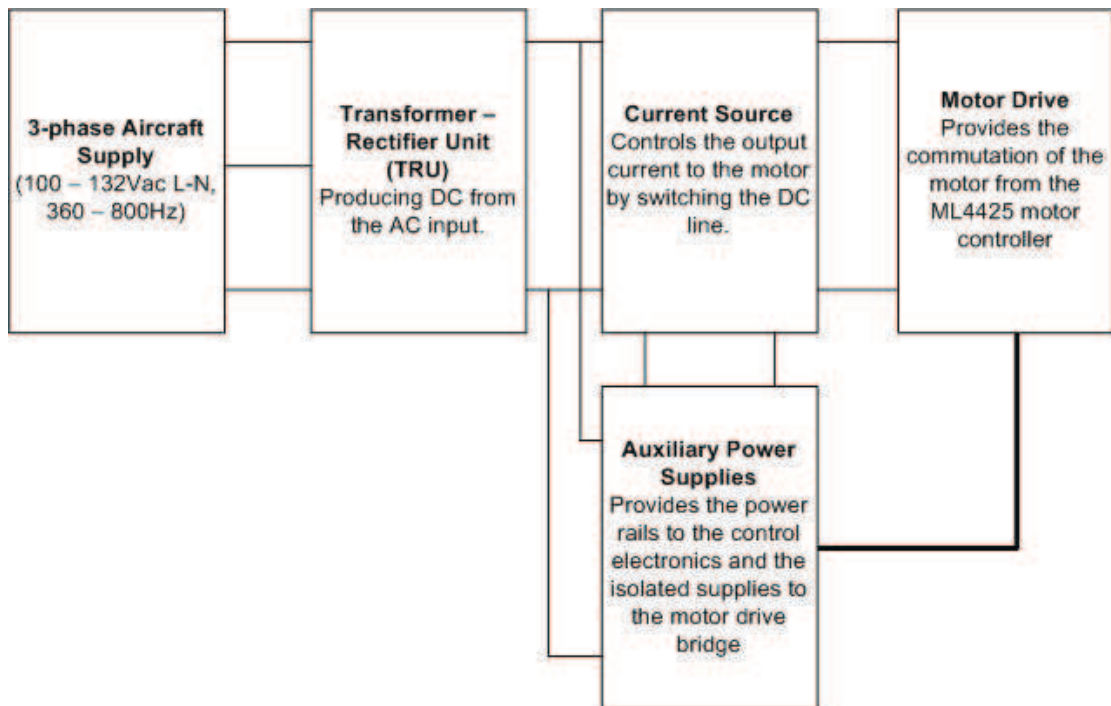 3-phase Aircraft
Supply
(100 – 132Vac L-N,
360 – 800Hz)
Transformer –
Rectifier Unit
(TRU)
Producing DC from
the AC input.
Current Source
Controls the output
current to the motor
by switching the DC
line.
Motor Drive
Provides the
commutation of the
motor from the
ML4425 motor
controller
Auxiliary Power
Supplies
Provides the power
rails to the control
electronics and the
isolated supplies to
the motor drive
bridge